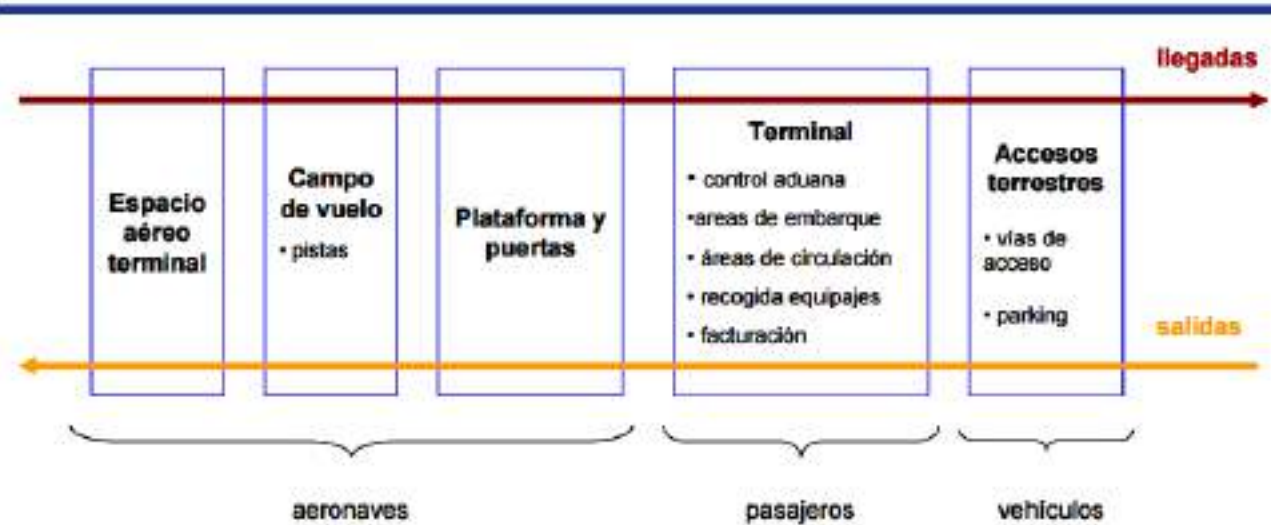 llegadas
Espacio
aéreo
terminal
Campo
de vuelo
• pistas
Plataforma y
puertas
Terminal
• control aduana
•areas de embarque
• áreas de circulación
• recogida equipajes
• facturación
Accesos
terrestres
• vías de
acceso
• parking
salidas
aeronaves
pasajeros
vehículos